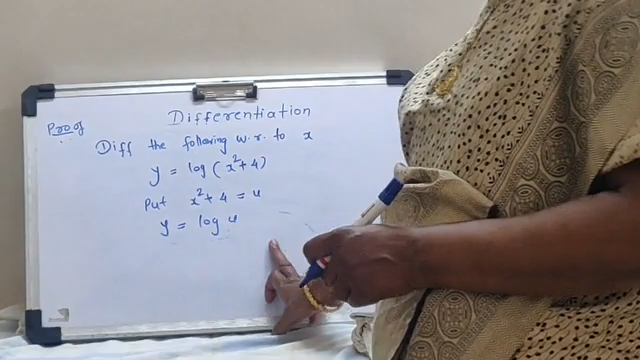 Differentiation
Proof
Diff the following w.r. to x
y = log (x²+4)
Put x²+4 = u
y = log u